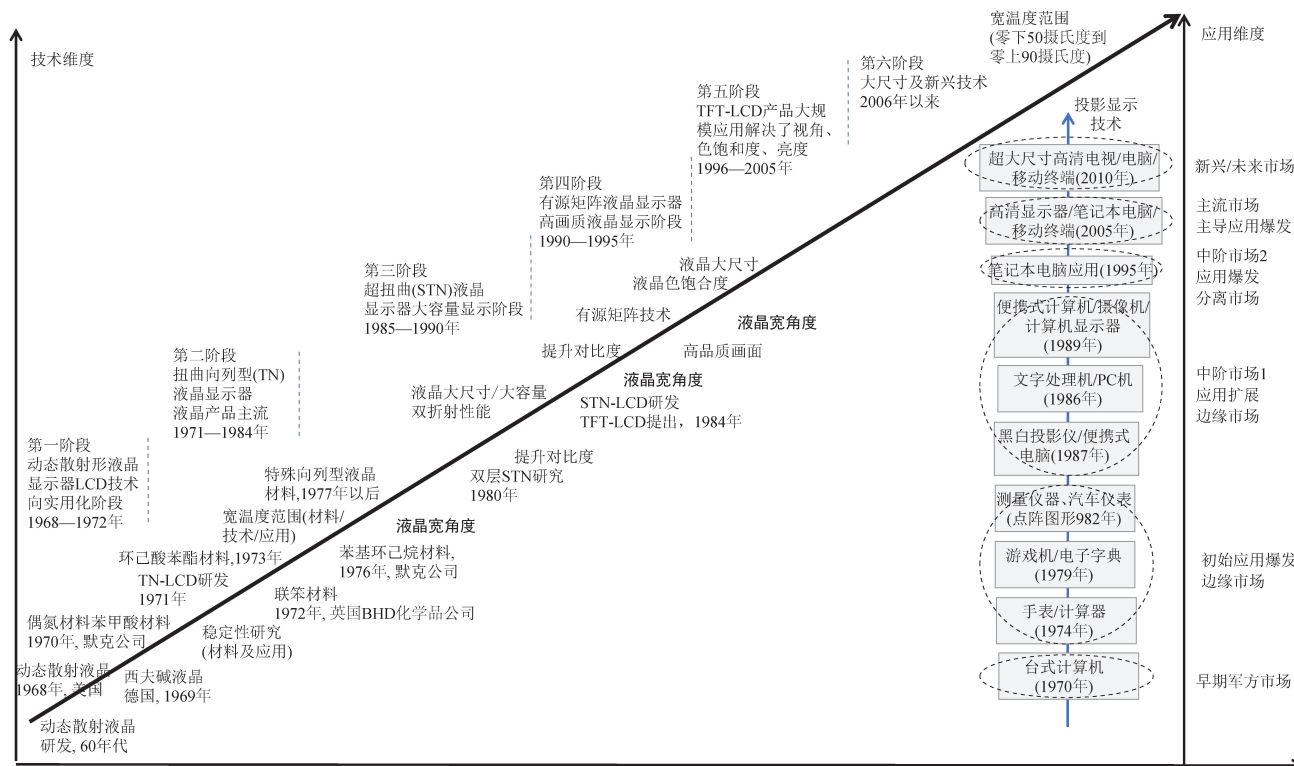 技术维度
宽温度范围
(零下50摄氏度到
零上90摄氏度)
应用维度
第六阶段
大尺寸及新兴技术
2006年以来
第五阶段
TFT-LCD产品大规
模应用解决了视角、
色饱和度、亮度
1996—2005年
第四阶段
有源矩阵液晶显示器
高画质液晶显示阶段
1990—1995年
第三阶段
超扭曲(STN)液晶
显示器大容量显示阶段
1985—1990年
第二阶段
扭曲向列型(TN)
液晶显示器
液晶产品主流
1971—1984年
第一阶段
动态散射形液晶
显示器LCD技术
向实用化阶段
1968—1972年
液晶大尺寸
液晶色饱合度
有源矩阵技术
液晶宽角度
提升对比度
高品质画面
液晶宽角度
液晶大尺寸/大容量
双折射性能
STN-LCD研发
TFT-LCD提出，1984年
提升对比度
双层STN研究
1980年
特殊向列型液晶
材料,1977年以后
宽温度范围(材料/
技术/应用)
液晶宽角度
环己酸苯酯材料,1973年
苯基环己烷材料,
1976年, 默克公司
TN-LCD研发
1971年
联笨材料
1972年, 英国BHD化学品公司
偶氮材料苯甲酸材料
1970年, 默克公司
稳定性研究
(材料及应用)
动态散射液晶
1968年, 美国
西夫碱液晶
德国, 1969年
动态散射液晶
研发, 60年代
投影显示
技术
超大尺寸高清电视/电脑/
移动终端(2010年)
新兴/未来市场
高清显示器/笔记本电脑/
移动终端(2005年)
主流市场
主导应用爆发
笔记本电脑应用(1995年)
中阶市场2
应用爆发
分离市场
便携式计算机/摄像机/
计算机显示器
(1989年)
文字处理机/PC机
(1986年)
中阶市场1
应用扩展
边缘市场
黑白投影仪/便携式
电脑(1987年)
测量仪器、汽车仪表
(点阵图形982年)
游戏机/电子字典
(1979年)
初始应用爆发
边缘市场
手表/计算器
(1974年)
台式计算机
(1970年)
早期军方市场